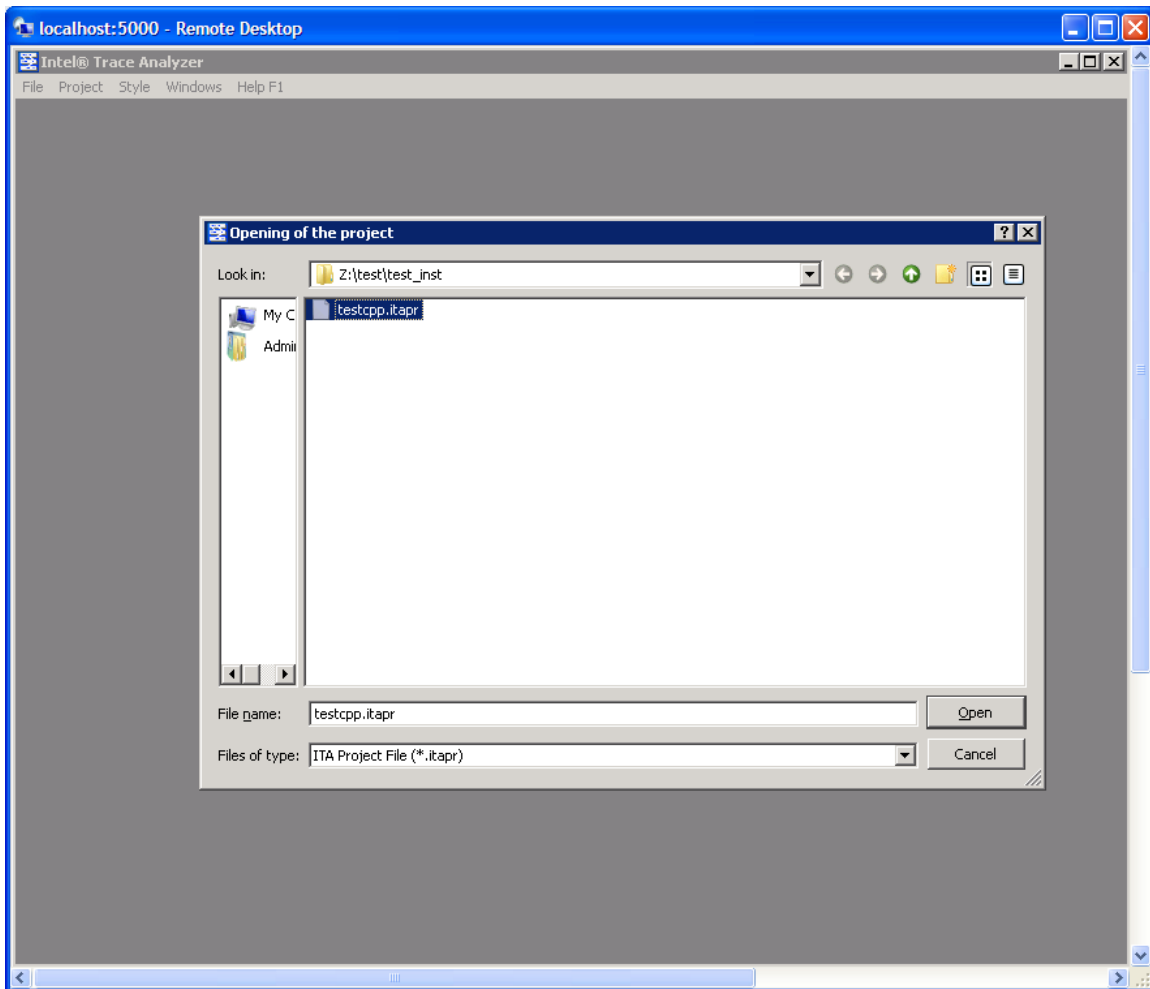 localhost:5000 - Remote Desktop
Intel® Trace Analyzer
File Project Style Windows Help F1
Opening of the project
Look in: Z:\test\test_inst
My C
Admi
testcpp.itapr
File name: testcpp.itapr Open
Files of type: ITA Project File (*.itapr) Cancel